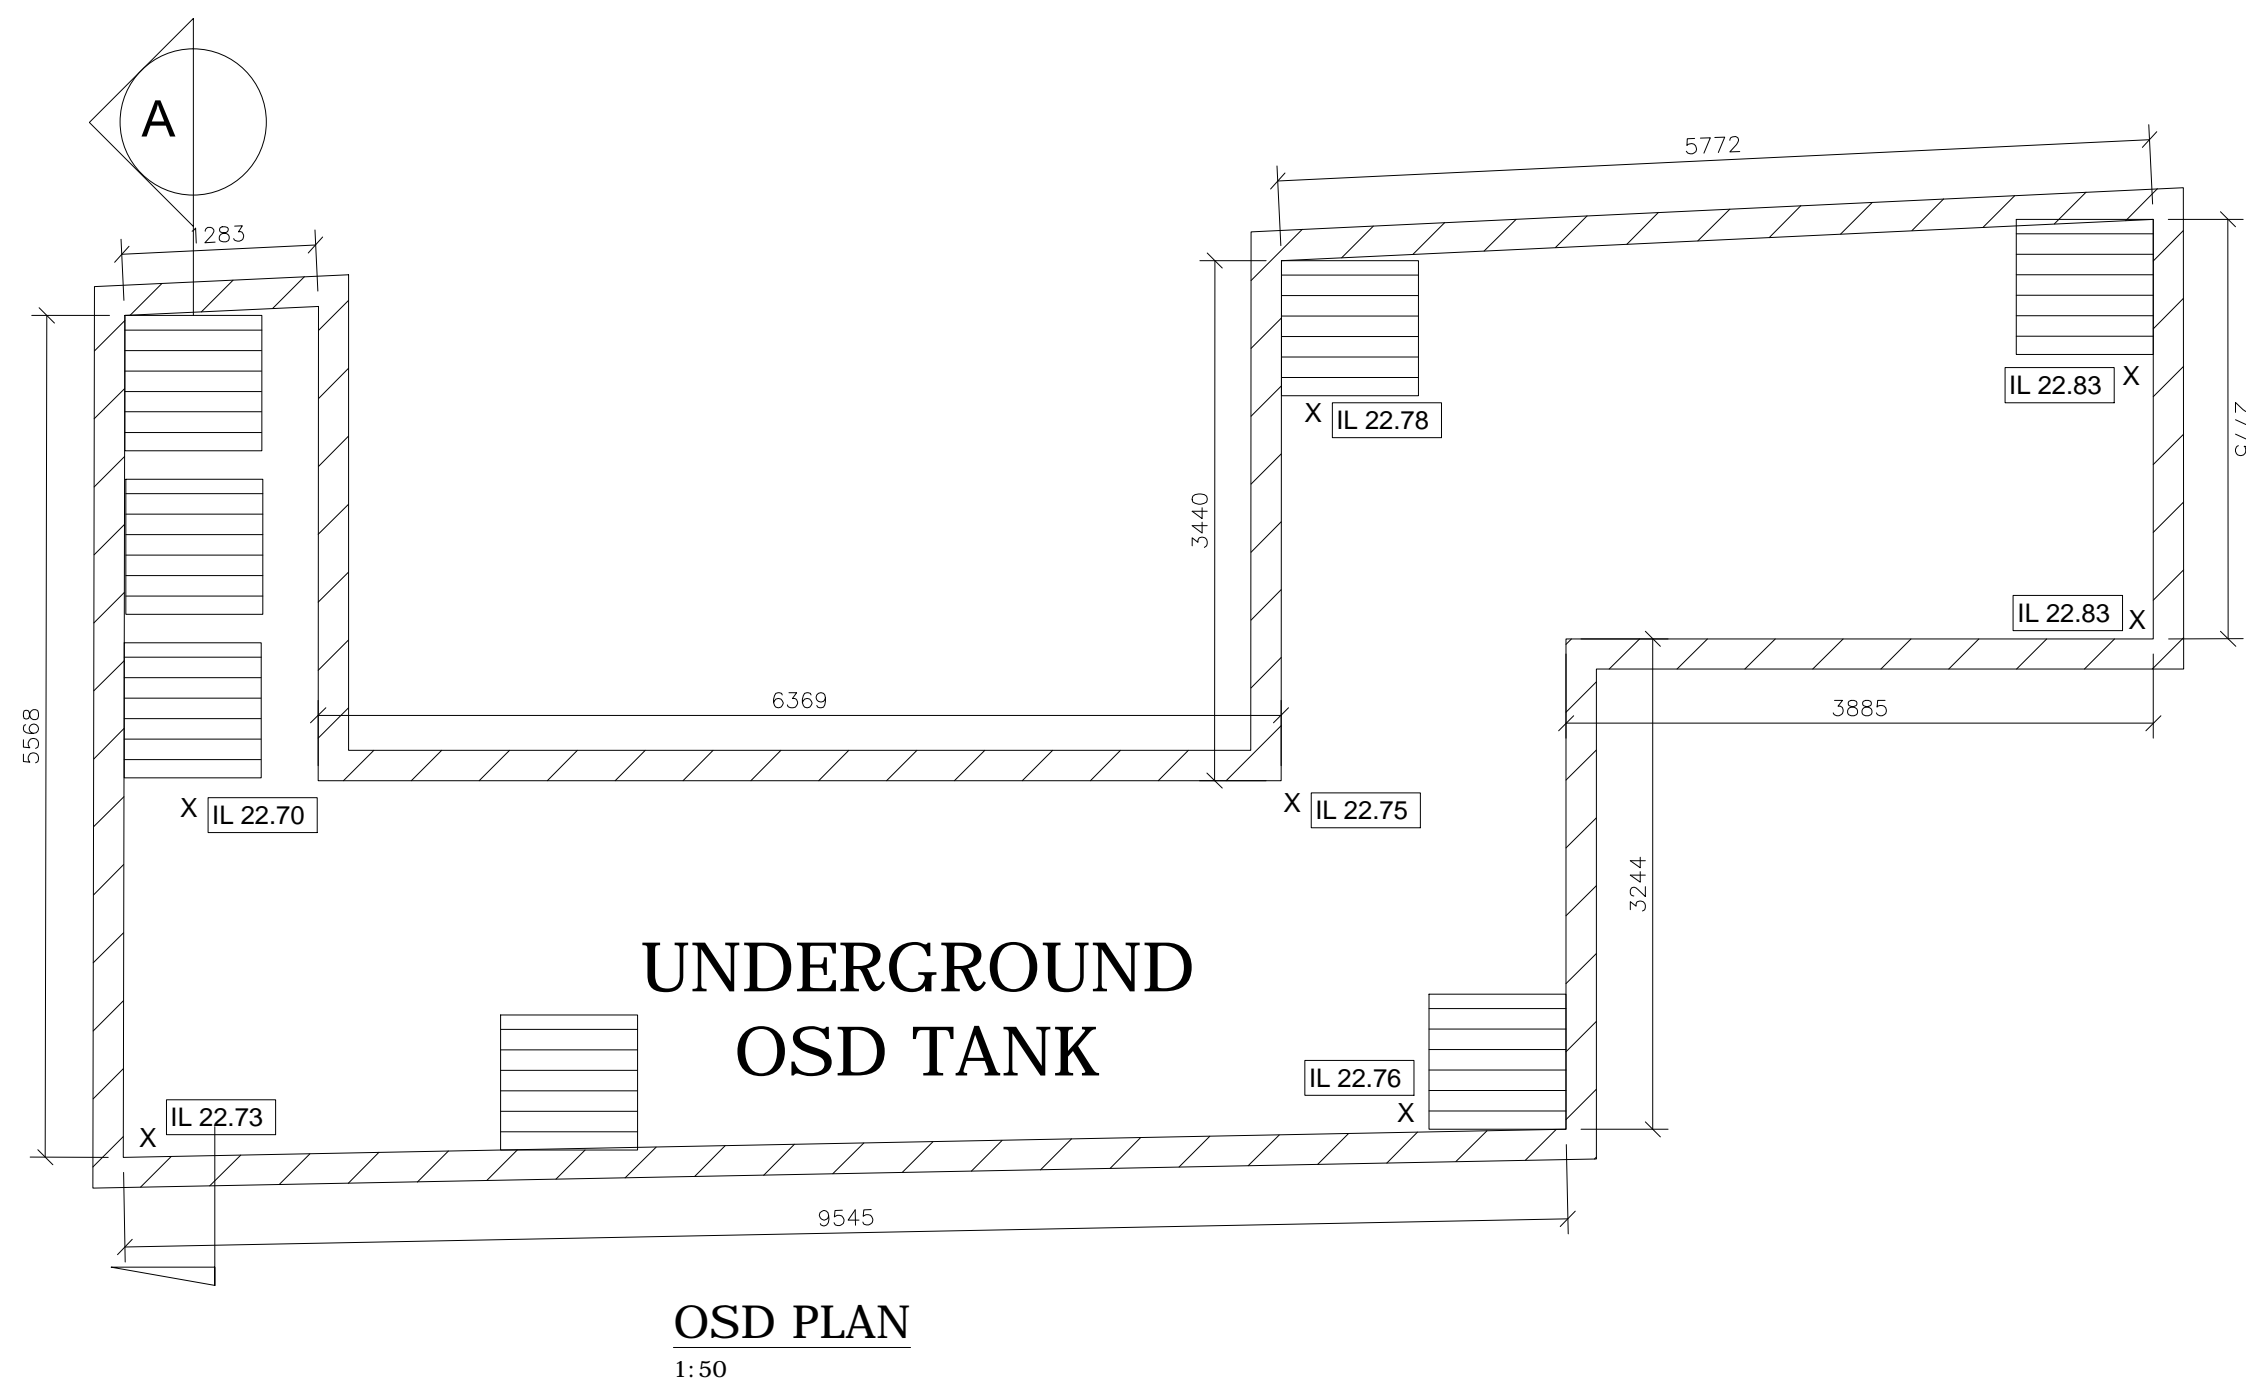 A
5772
1283
IL 22.83
IL 22.78
2775
3440
IL 22.83
6369
3885
5568
IL 22.70
IL 22.75
3244
UNDERGROUND
OSD TANK
IL 22.76
IL 22.73
X
X
X
X
X
X
X
9545
OSD PLAN
1:50